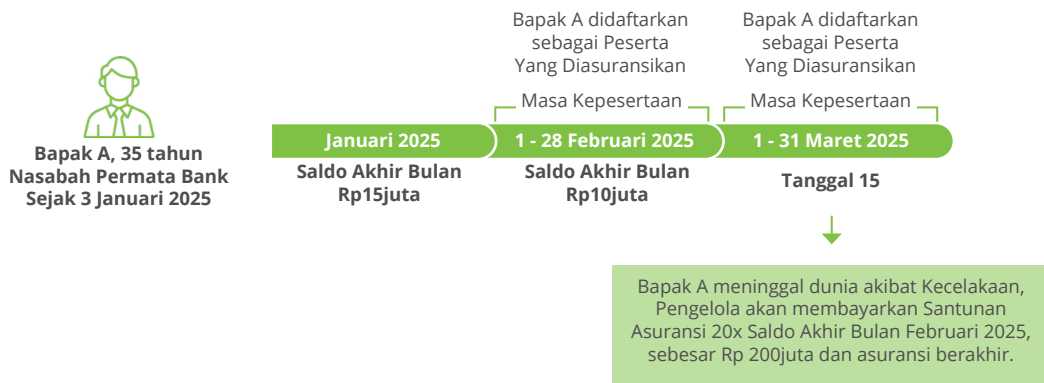 Bapak A didaftarkan
sebagai Peserta
Yang Diasuransikan
Bapak A didaftarkan
sebagai Peserta
Yang Diasuransikan
Masa Kepesertaan
Masa Kepesertaan
Januari 2025
1 - 28 Februari 2025
1 - 31 Maret 2025
Bapak A, 35 tahun
Nasabah Permata Bank
Sejak 3 Januari 2025
Saldo Akhir Bulan
Rp15juta
Saldo Akhir Bulan
Rp10juta
Tanggal 15
Bapak A meninggal dunia akibat Kecelakaan,
Pengelola akan membayarkan Santunan
Asuransi 20x Saldo Akhir Bulan Februari 2025,
sebesar Rp 200juta dan asuransi berakhir.